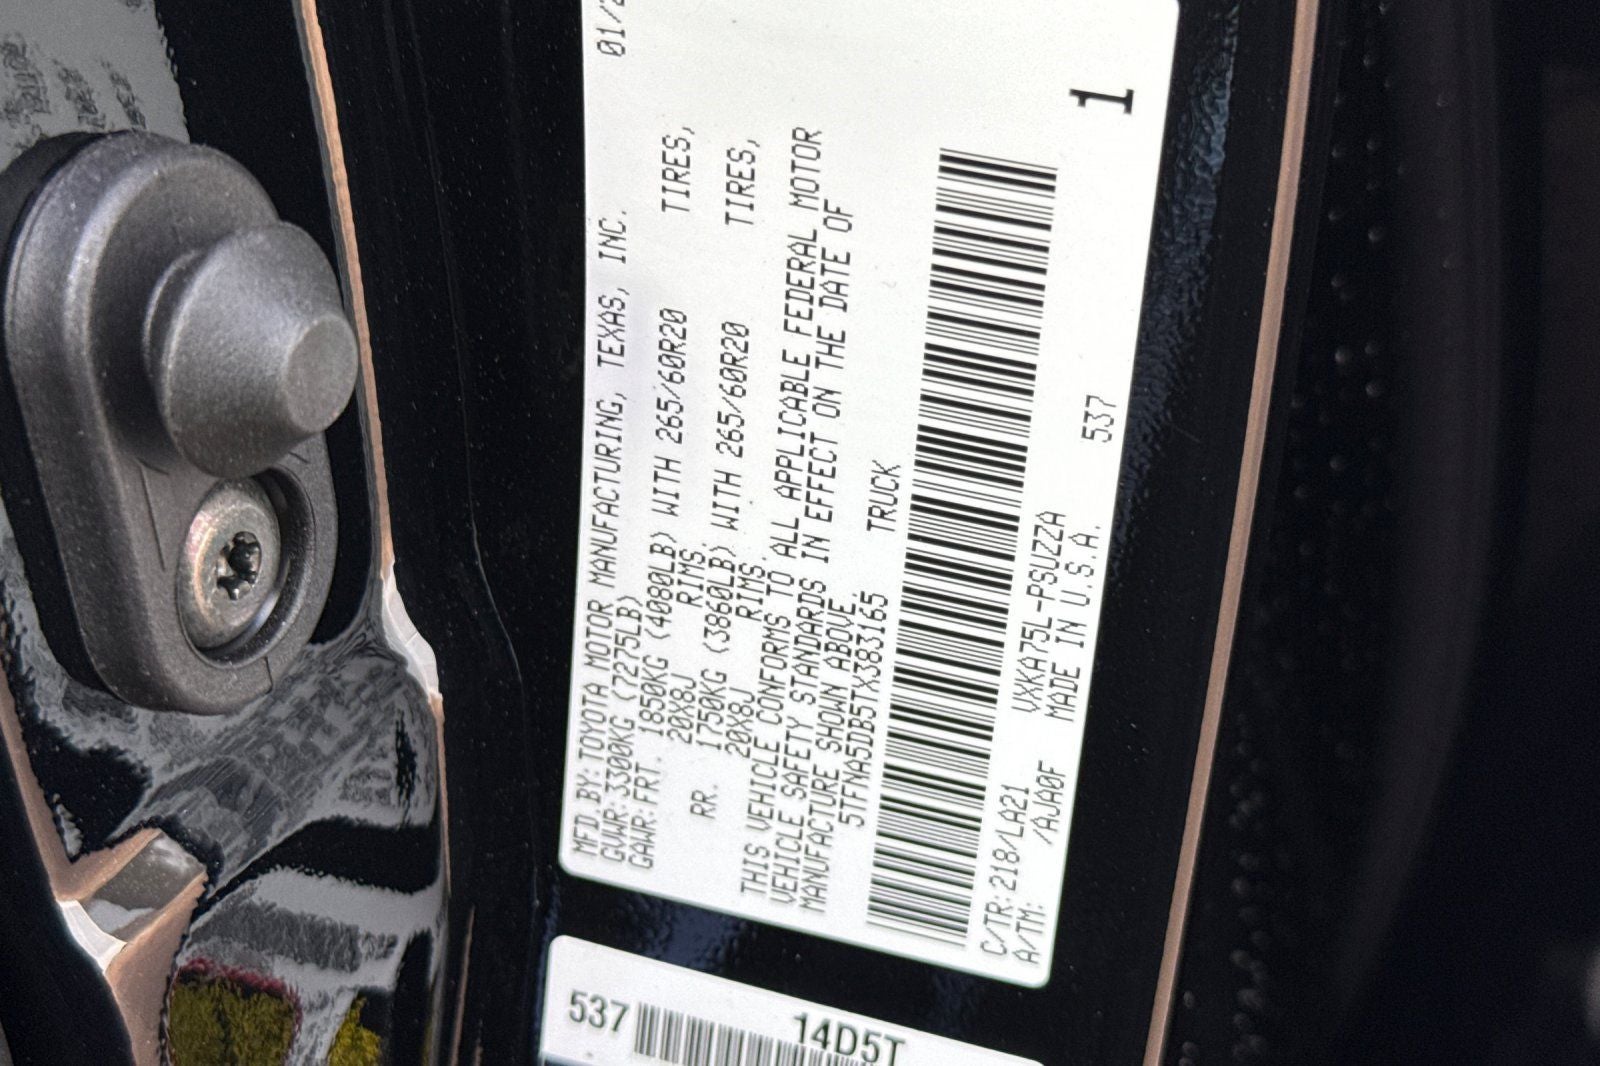 MFD. BY: TOYOTA MOTOR MANUFACTURING, TEXAS, INC. 01/
GVWR: 3300KG (7275LB)
GAWR: FRT. 1850KG (4080LB) WITH 265/60R20 TIRES,
20X8J RIMS,
RR. 1750KG (3860LB) WITH 265/60R20 TIRES,
20X8J RIMS,
THIS VEHICLE CONFORMS TO ALL APPLICABLE FEDERAL MOTOR
VEHICLE SAFETY STANDARDS IN EFFECT ON THE DATE OF
MANUFACTURE SHOWN ABOVE.
5TFNA5DB5TX383165 TRUCK
C/TR: 218/LA21 VXKA75L-PSUZZA 537
A/TM: /AJA0F MADE IN U.S.A.
1
537 14D5T